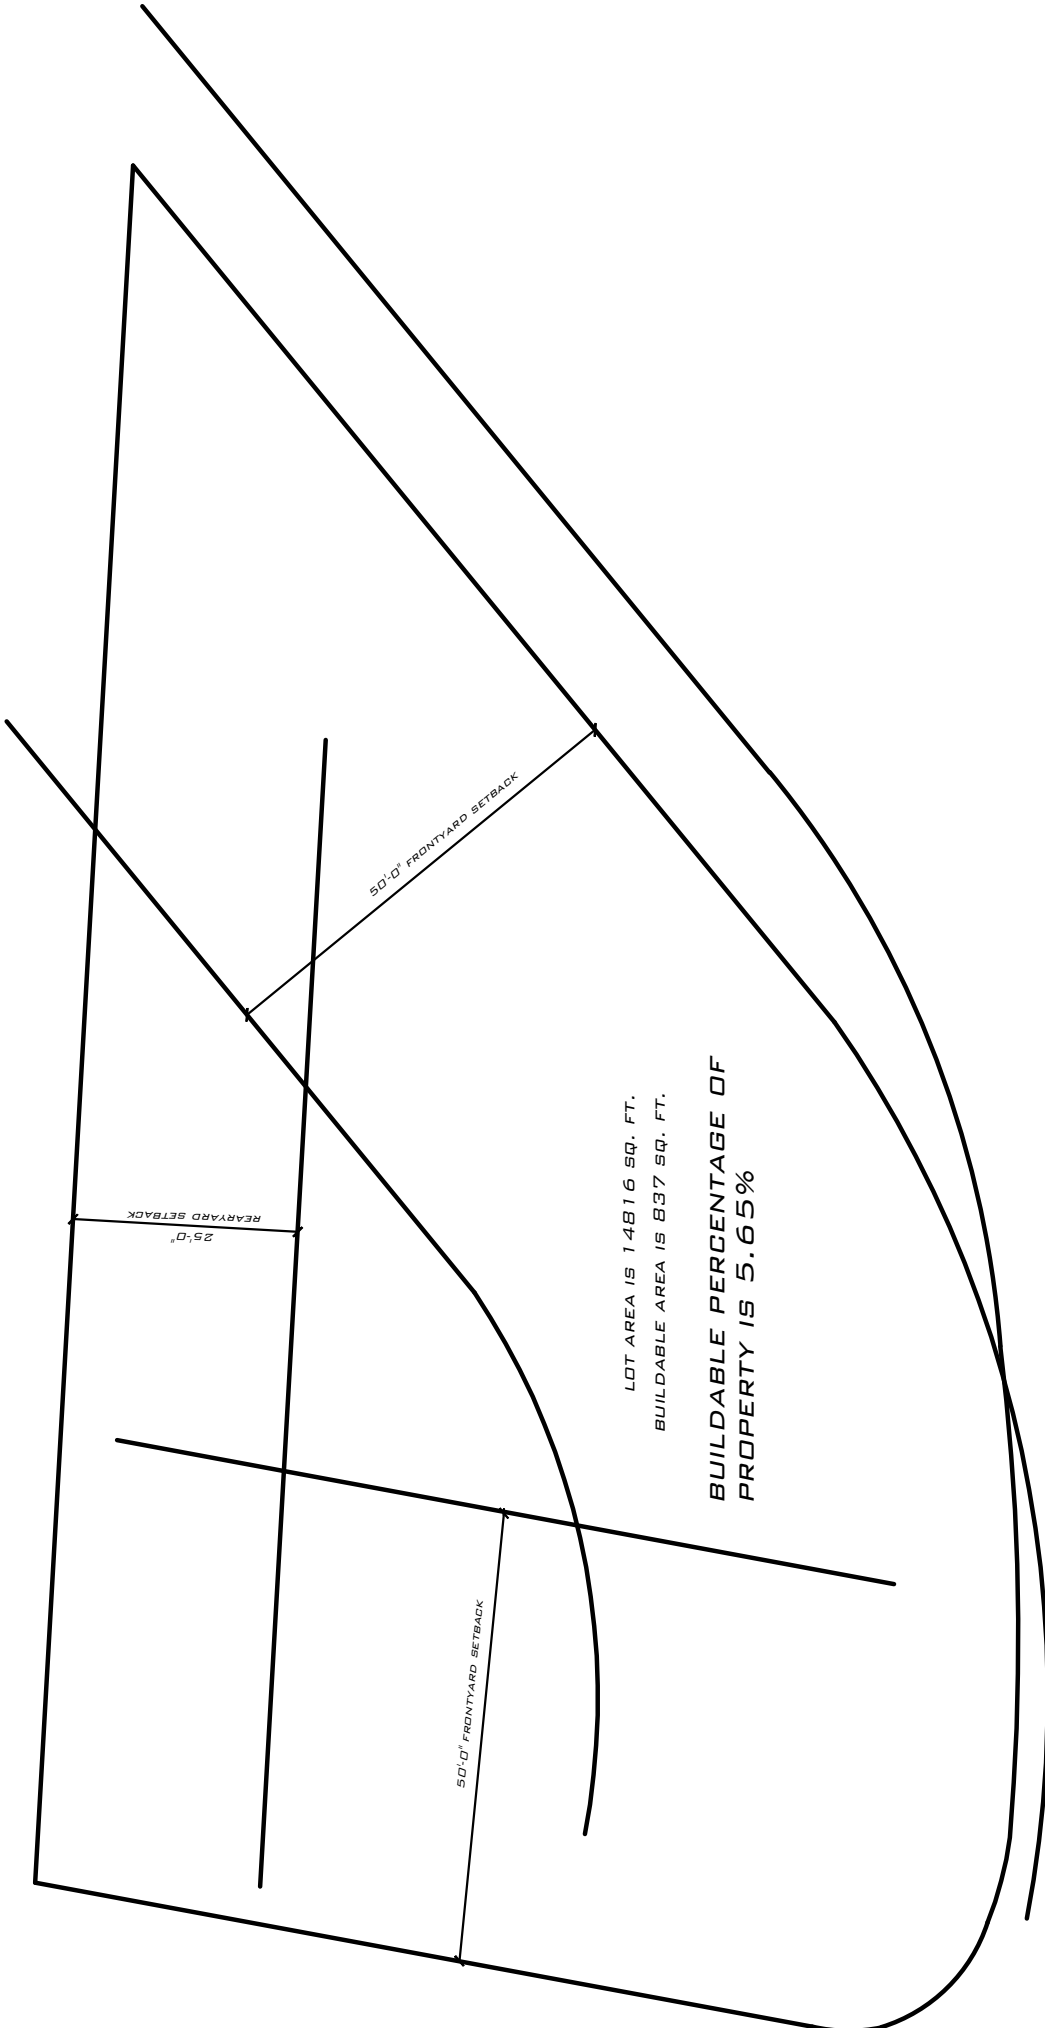 50'-0" FRONTYARD SETBACK
REARYARD SETBACK
25'-0"
LOT AREA IS 14816 SQ. FT.
BUILDABLE AREA IS 837 SQ. FT.
BUILDABLE PERCENTAGE OF
PROPERTY IS 5.65%
50'-0" FRONTYARD SETBACK